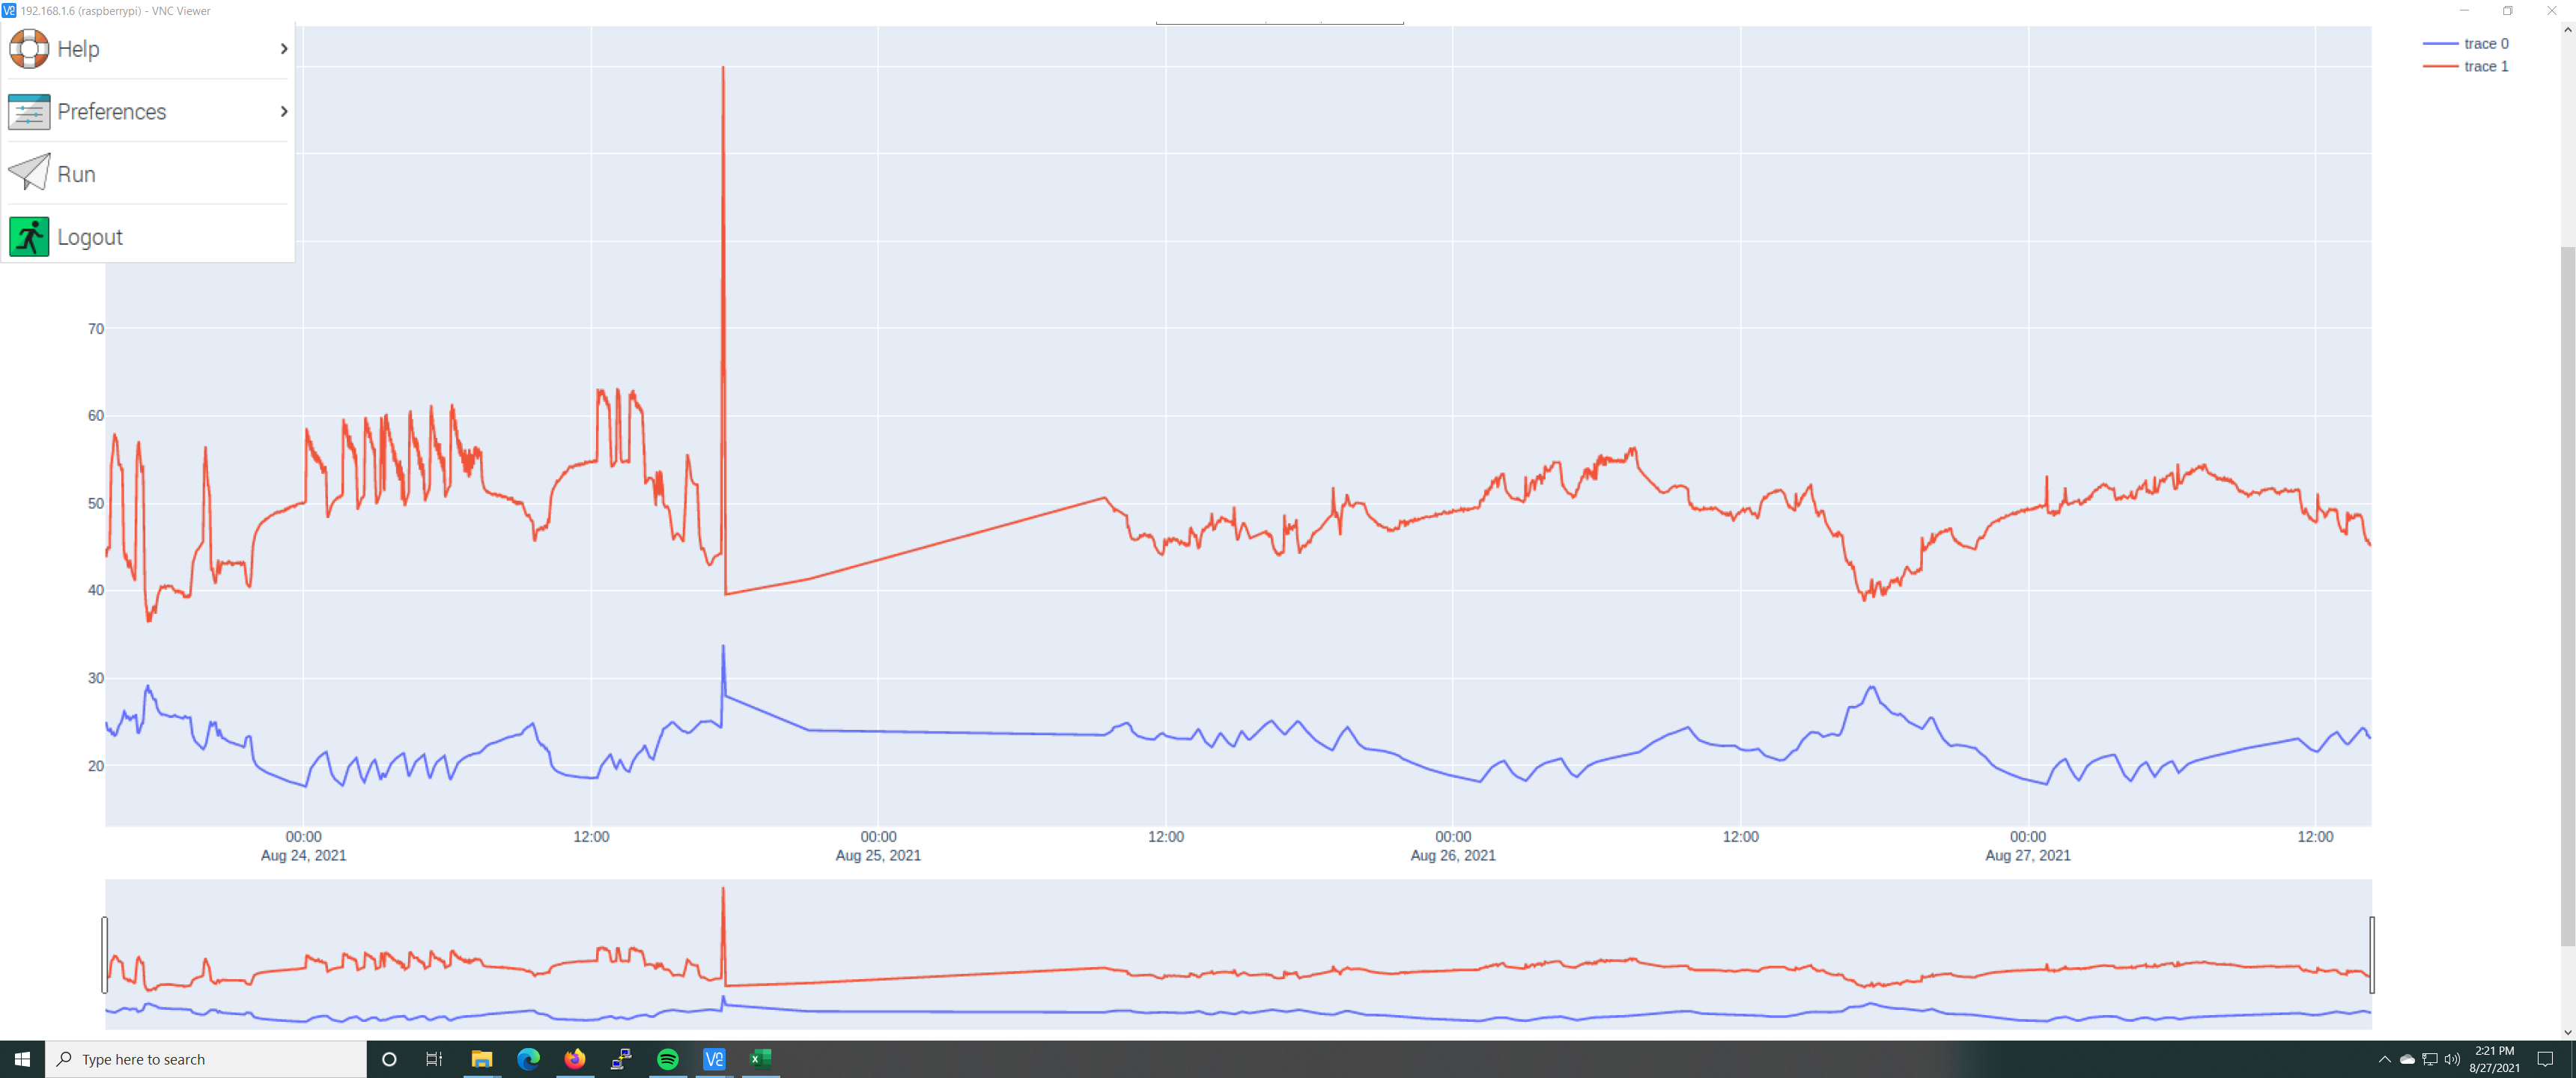 192.168.1.6 (raspberrypi) - VNC Viewer
Help
Preferences
Run
Logout
trace 0
trace 1
70
60
50
40
30
20
00:00
Aug 24, 2021
12:00
00:00
Aug 25, 2021
12:00
00:00
Aug 26, 2021
12:00
00:00
Aug 27, 2021
12:00
Type here to search
2:21 PM
8/27/2021